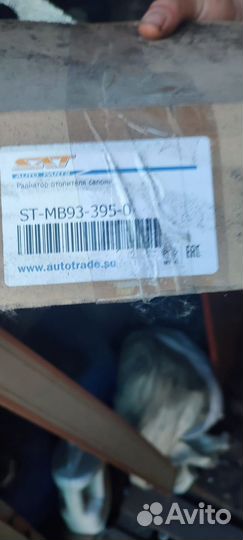 SAT
AUTO PARTS
Радиатор отопителя салона
ST-MB93-395-0
www.autotrade.su
EAC
Avito